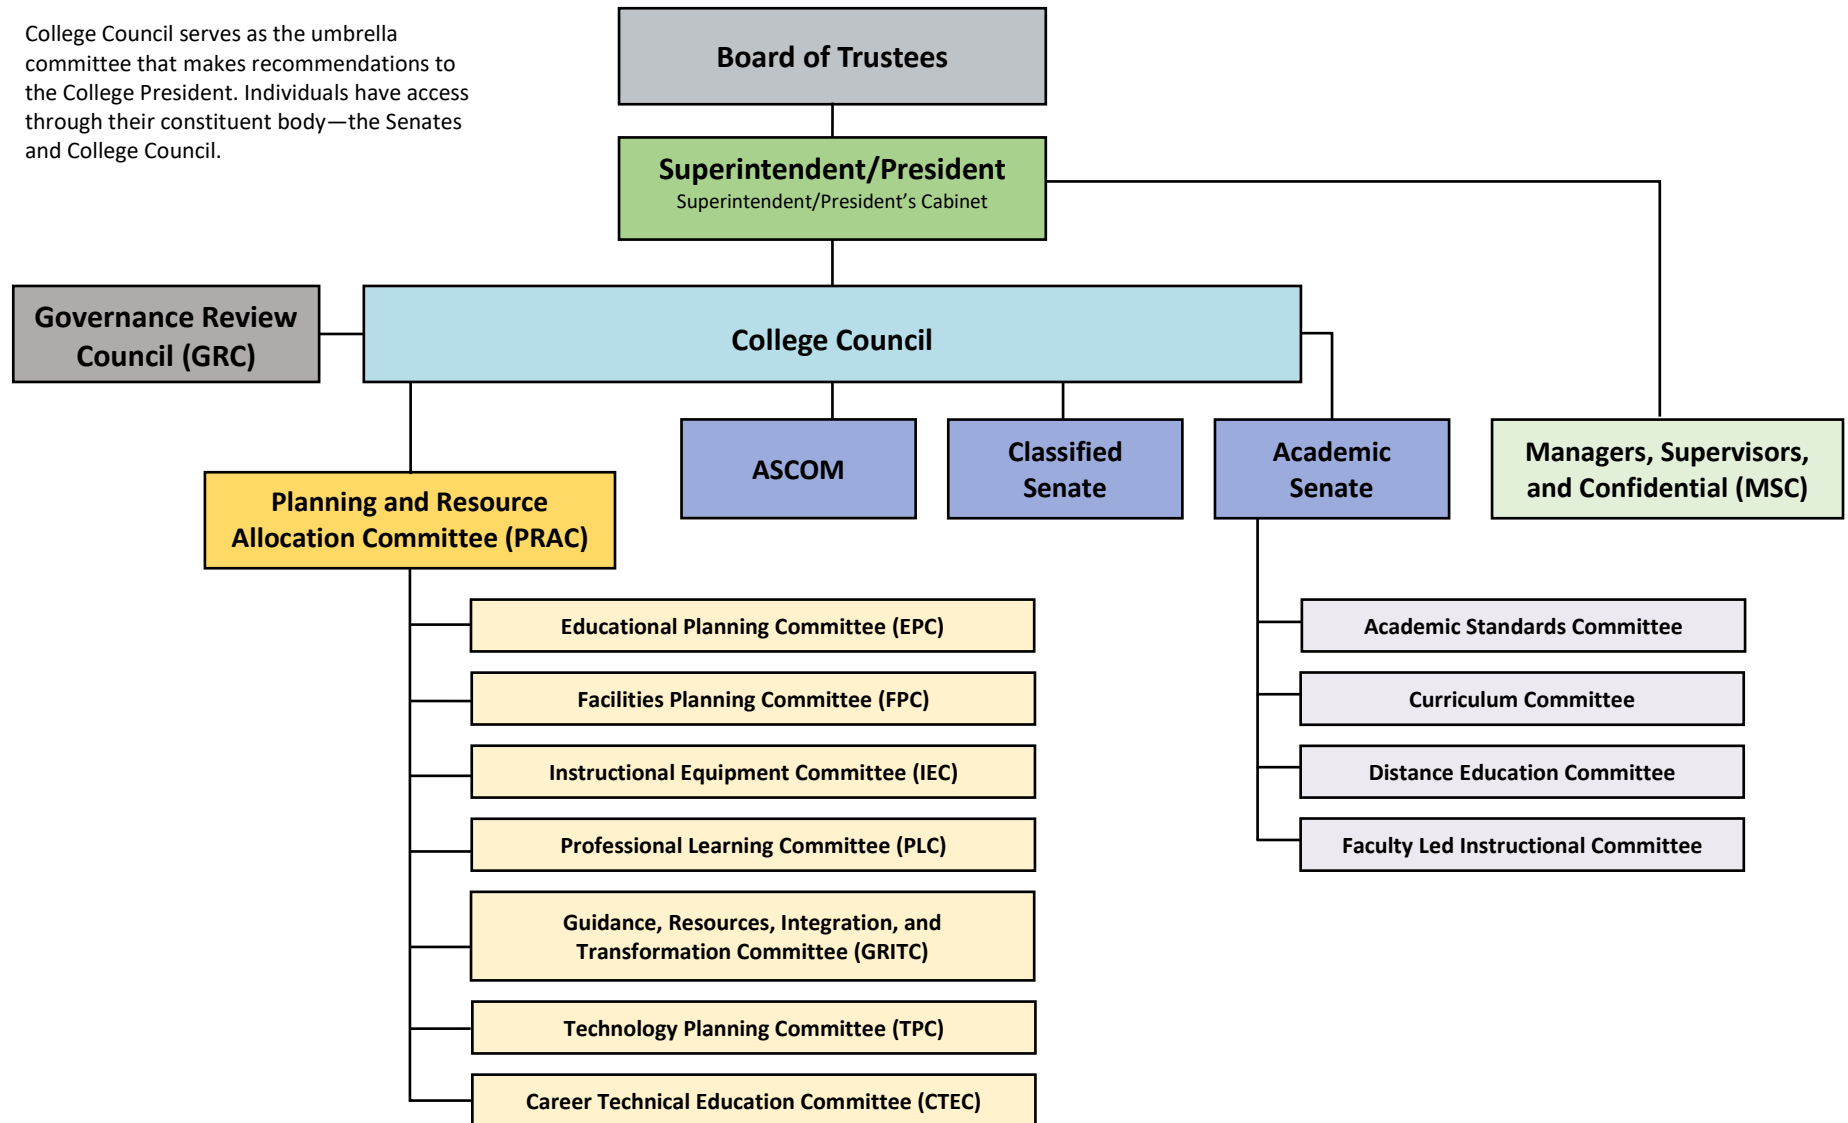 College Council serves as the umbrella
committee that makes recommendations to
the College President. Individuals have access
through their constituent body—the Senates
and College Council.
Board of Trustees
Superintendent/President
Superintendent/President’s Cabinet
Governance Review
Council (GRC)
College Council
ASCOM
Classified
Senate
Academic
Senate
Managers, Supervisors,
and Confidential (MSC)
Planning and Resource
Allocation Committee (PRAC)
Educational Planning Committee (EPC)
Facilities Planning Committee (FPC)
Instructional Equipment Committee (IEC)
Professional Learning Committee (PLC)
Guidance, Resources, Integration, and
Transformation Committee (GRITC)
Technology Planning Committee (TPC)
Career Technical Education Committee (CTEC)
Academic Standards Committee
Curriculum Committee
Distance Education Committee
Faculty Led Instructional Committee